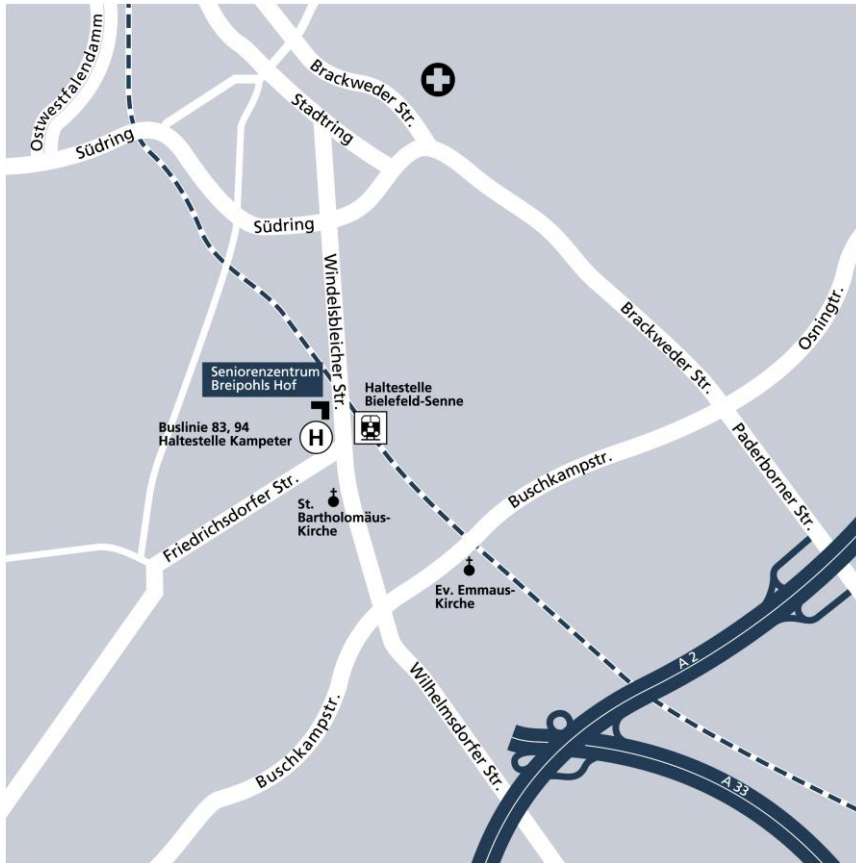 Ostwestfalendamm
Brackweder Str.
Stadtring
Südring
Südring
Windelsbleicher Str.
Osningtr.
Brackweder Str.
Seniorenzentrum
Breipohls Hof
Haltestelle
Bielefeld-Senne
Buslinie 83, 94
Haltestelle Kampeter
H
Paderborner Str.
Buschkampstr.
Friedrichsdorfer Str.
St.
Bartholomäus-
Kirche
Ev. Emmaus-
Kirche
A 2
Buschkampstr.
Wilhelmsdorfer Str.
A 33